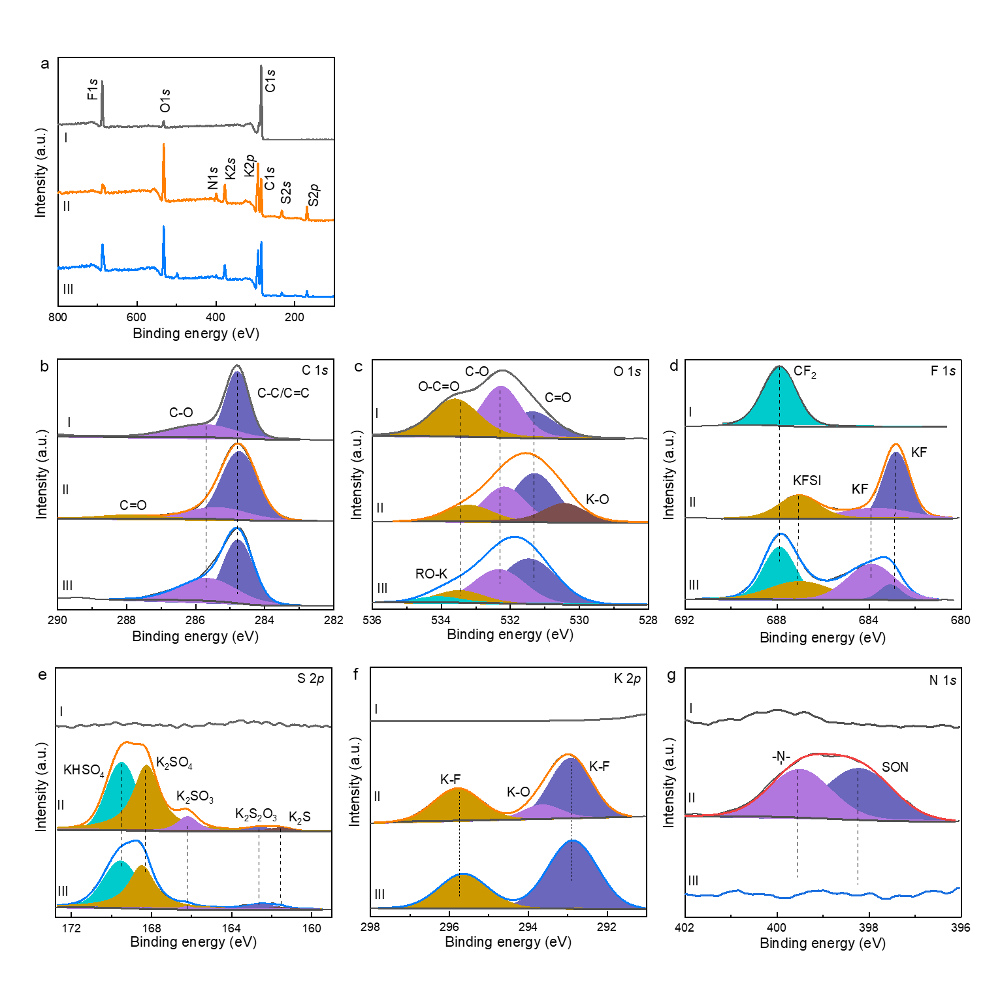 a
F1s
O1s
C1s
I
N1s
K2s
K2p
C1s
S2s
S2p
II
III
Intensity (a.u.)
800 600 400 200
Binding energy (eV)
b
C 1s
C-C/C=C
C-O
I
II
C=O
III
Intensity (a.u.)
290 288 286 284 282
Binding energy (eV)
c
O 1s
C-O
O-C=O
C=O
I
II
K-O
RO-K
III
Intensity (a.u.)
536 534 532 530 528
Binding energy (eV)
d
F 1s
CF2
I
KF
KFSI
KF
II
III
Intensity (a.u.)
692 688 684 680
Binding energy (eV)
e
S 2p
I
KHSO4
K2SO4
K2SO3
K2S2O3
K2S
II
III
Intensity (a.u.)
172 168 164 160
Binding energy (eV)
f
K 2p
I
K-F
K-F
K-O
II
III
Intensity (a.u.)
298 296 294 292
Binding energy (eV)
g
N 1s
I
-N-
SON
II
III
Intensity (a.u.)
402 400 398 396
Binding energy (eV)